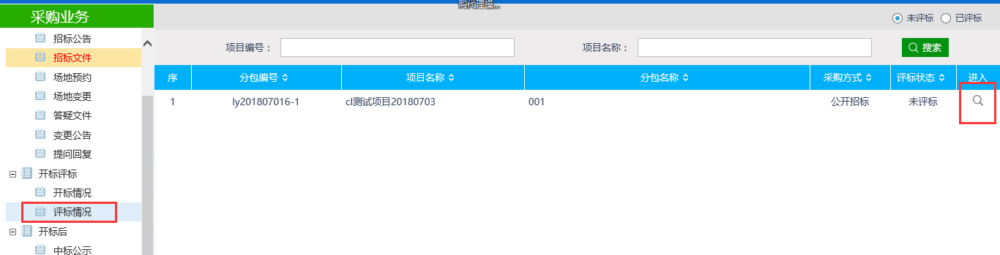 购代理操...
采购业务
未评标 已评标
招标公告
招标文件
场地预约
场地变更
答疑文件
变更公告
提问回复
开标评标
开标情况
评标情况
开标后
中标公示
项目编号： 项目名称： 搜索
序 分包编号 项目名称 分包名称 采购方式 评标状态 进入
1 ly201807016-1 cl测试项目20180703 001 公开招标 未评标